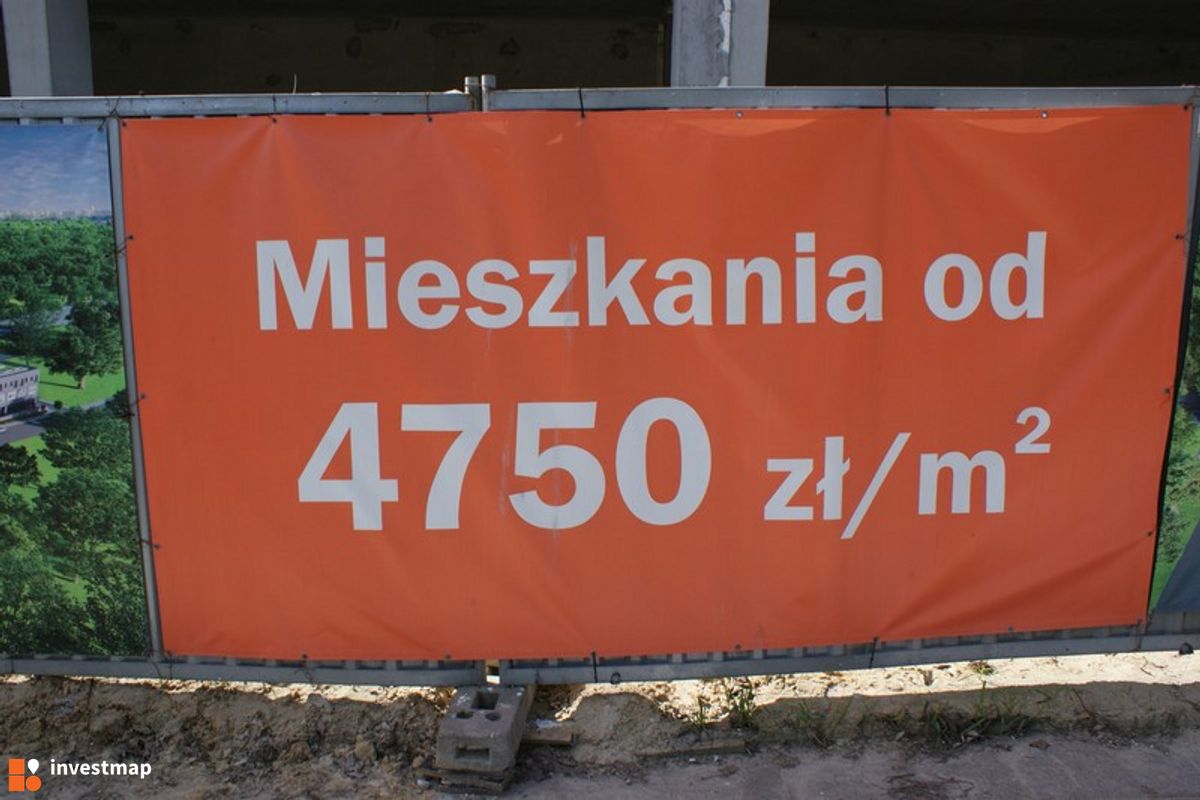 Mieszkania od
4750 zł/m²
investmap